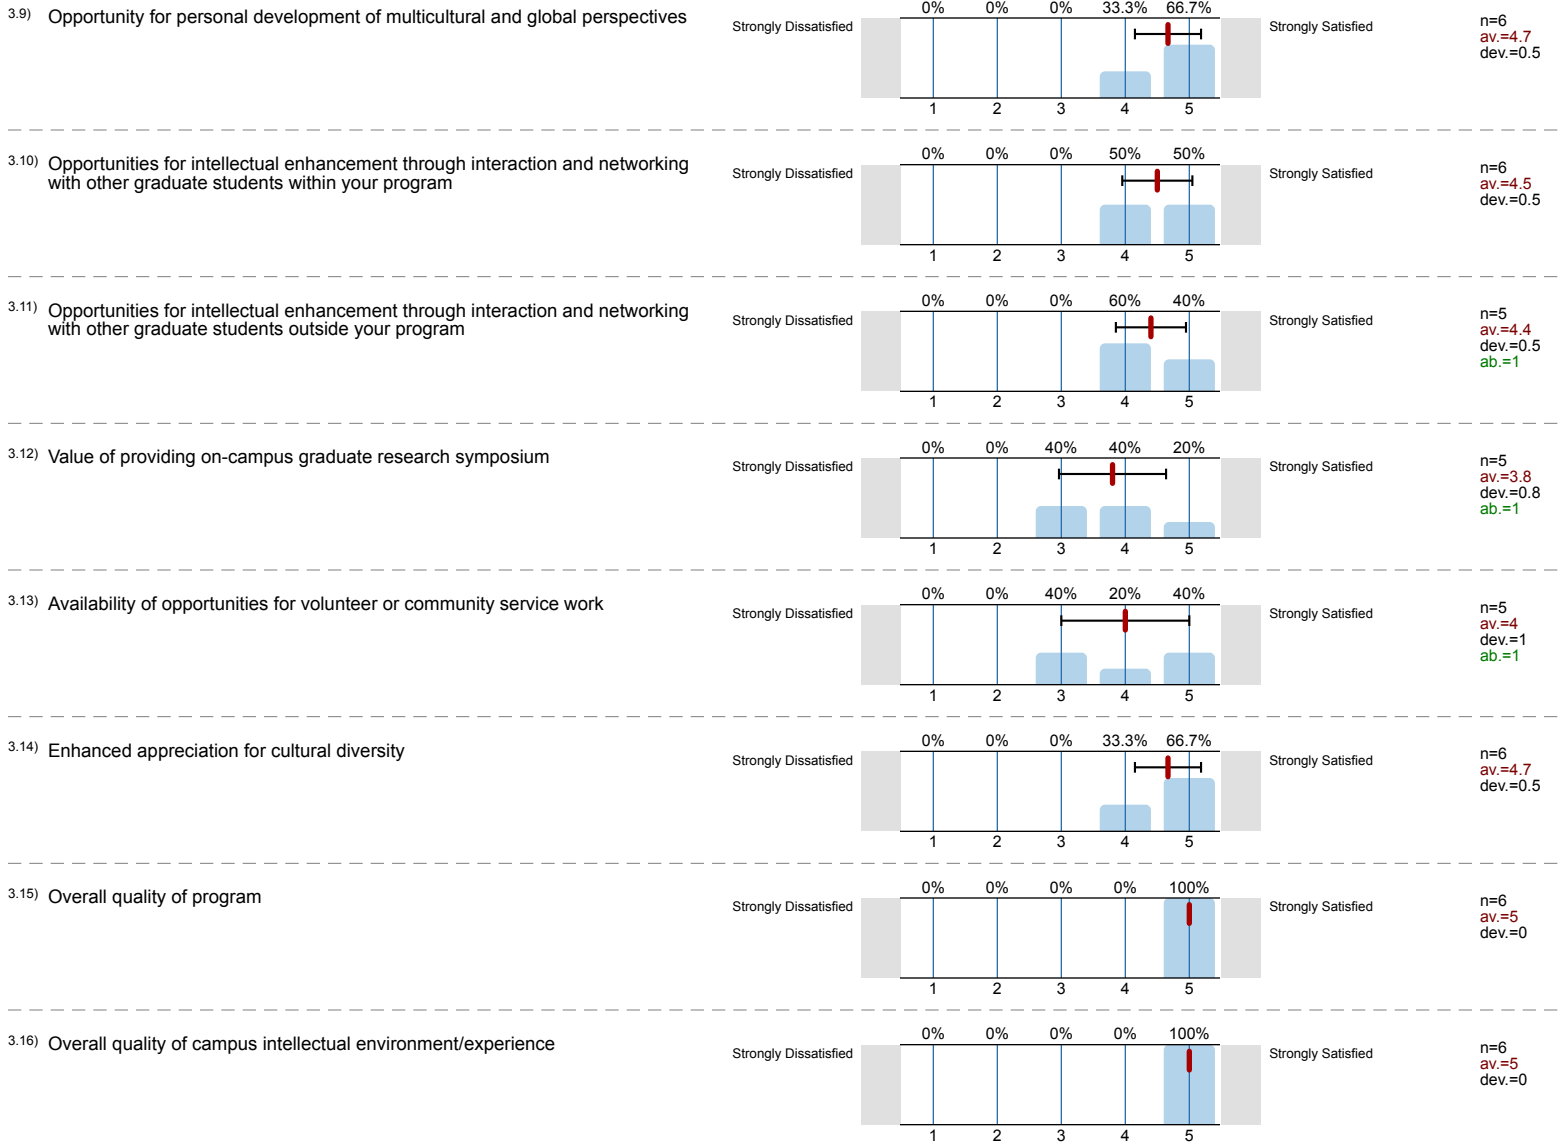 3.9) Opportunity for personal development of multicultural and global perspectives
0% 0% 0% 33.3% 66.7%
Strongly Dissatisfied Strongly Satisfied
n=6
av.=4.7
dev.=0.5
1 2 3 4 5
3.10) Opportunities for intellectual enhancement through interaction and networking
with other graduate students within your program
0% 0% 0% 50% 50%
Strongly Dissatisfied Strongly Satisfied
n=6
av.=4.5
dev.=0.5
1 2 3 4 5
3.11) Opportunities for intellectual enhancement through interaction and networking
with other graduate students outside your program
0% 0% 0% 60% 40%
Strongly Dissatisfied Strongly Satisfied
n=5
av.=4.4
dev.=0.5
ab.=1
1 2 3 4 5
3.12) Value of providing on-campus graduate research symposium
0% 0% 40% 40% 20%
Strongly Dissatisfied Strongly Satisfied
n=5
av.=3.8
dev.=0.8
ab.=1
1 2 3 4 5
3.13) Availability of opportunities for volunteer or community service work
0% 0% 40% 20% 40%
Strongly Dissatisfied Strongly Satisfied
n=5
av.=4
dev.=1
ab.=1
1 2 3 4 5
3.14) Enhanced appreciation for cultural diversity
0% 0% 0% 33.3% 66.7%
Strongly Dissatisfied Strongly Satisfied
n=6
av.=4.7
dev.=0.5
1 2 3 4 5
3.15) Overall quality of program
0% 0% 0% 0% 100%
Strongly Dissatisfied Strongly Satisfied
n=6
av.=5
dev.=0
1 2 3 4 5
3.16) Overall quality of campus intellectual environment/experience
0% 0% 0% 0% 100%
Strongly Dissatisfied Strongly Satisfied
n=6
av.=5
dev.=0
1 2 3 4 5